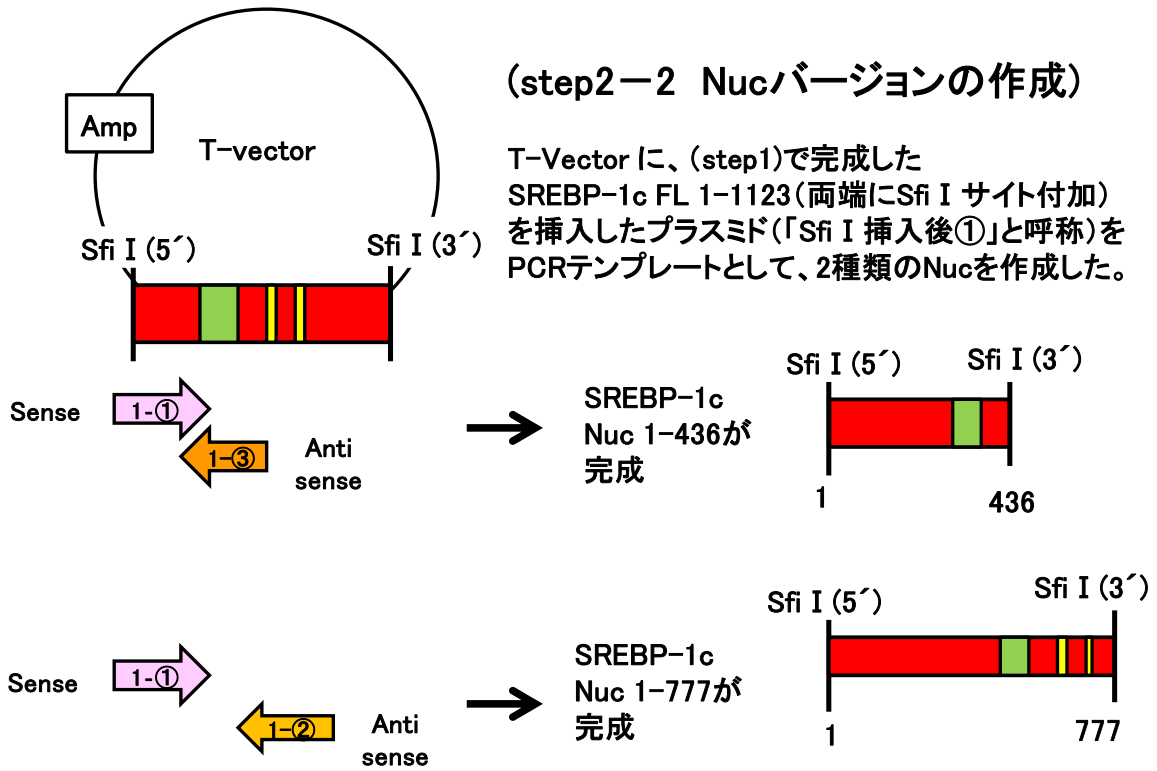 (step2-2 Nucバージョンの作成)
Amp
T-vector
T-Vector に、(step1)で完成した
SREBP-1c FL 1-1123(両端にSfi I サイト付加)
を挿入したプラスミド(「Sfi I 挿入後①」と呼称)を
PCRテンプレートとして、2種類のNucを作成した。
Sfi I (5´)
Sfi I (3´)
Sense
1-①
1-③
Anti
sense
SREBP-1c
Nuc 1-436が
完成
Sfi I (5´)
Sfi I (3´)
1
436
Sense
1-①
1-②
Anti
sense
SREBP-1c
Nuc 1-777が
完成
Sfi I (5´)
Sfi I (3´)
1
777